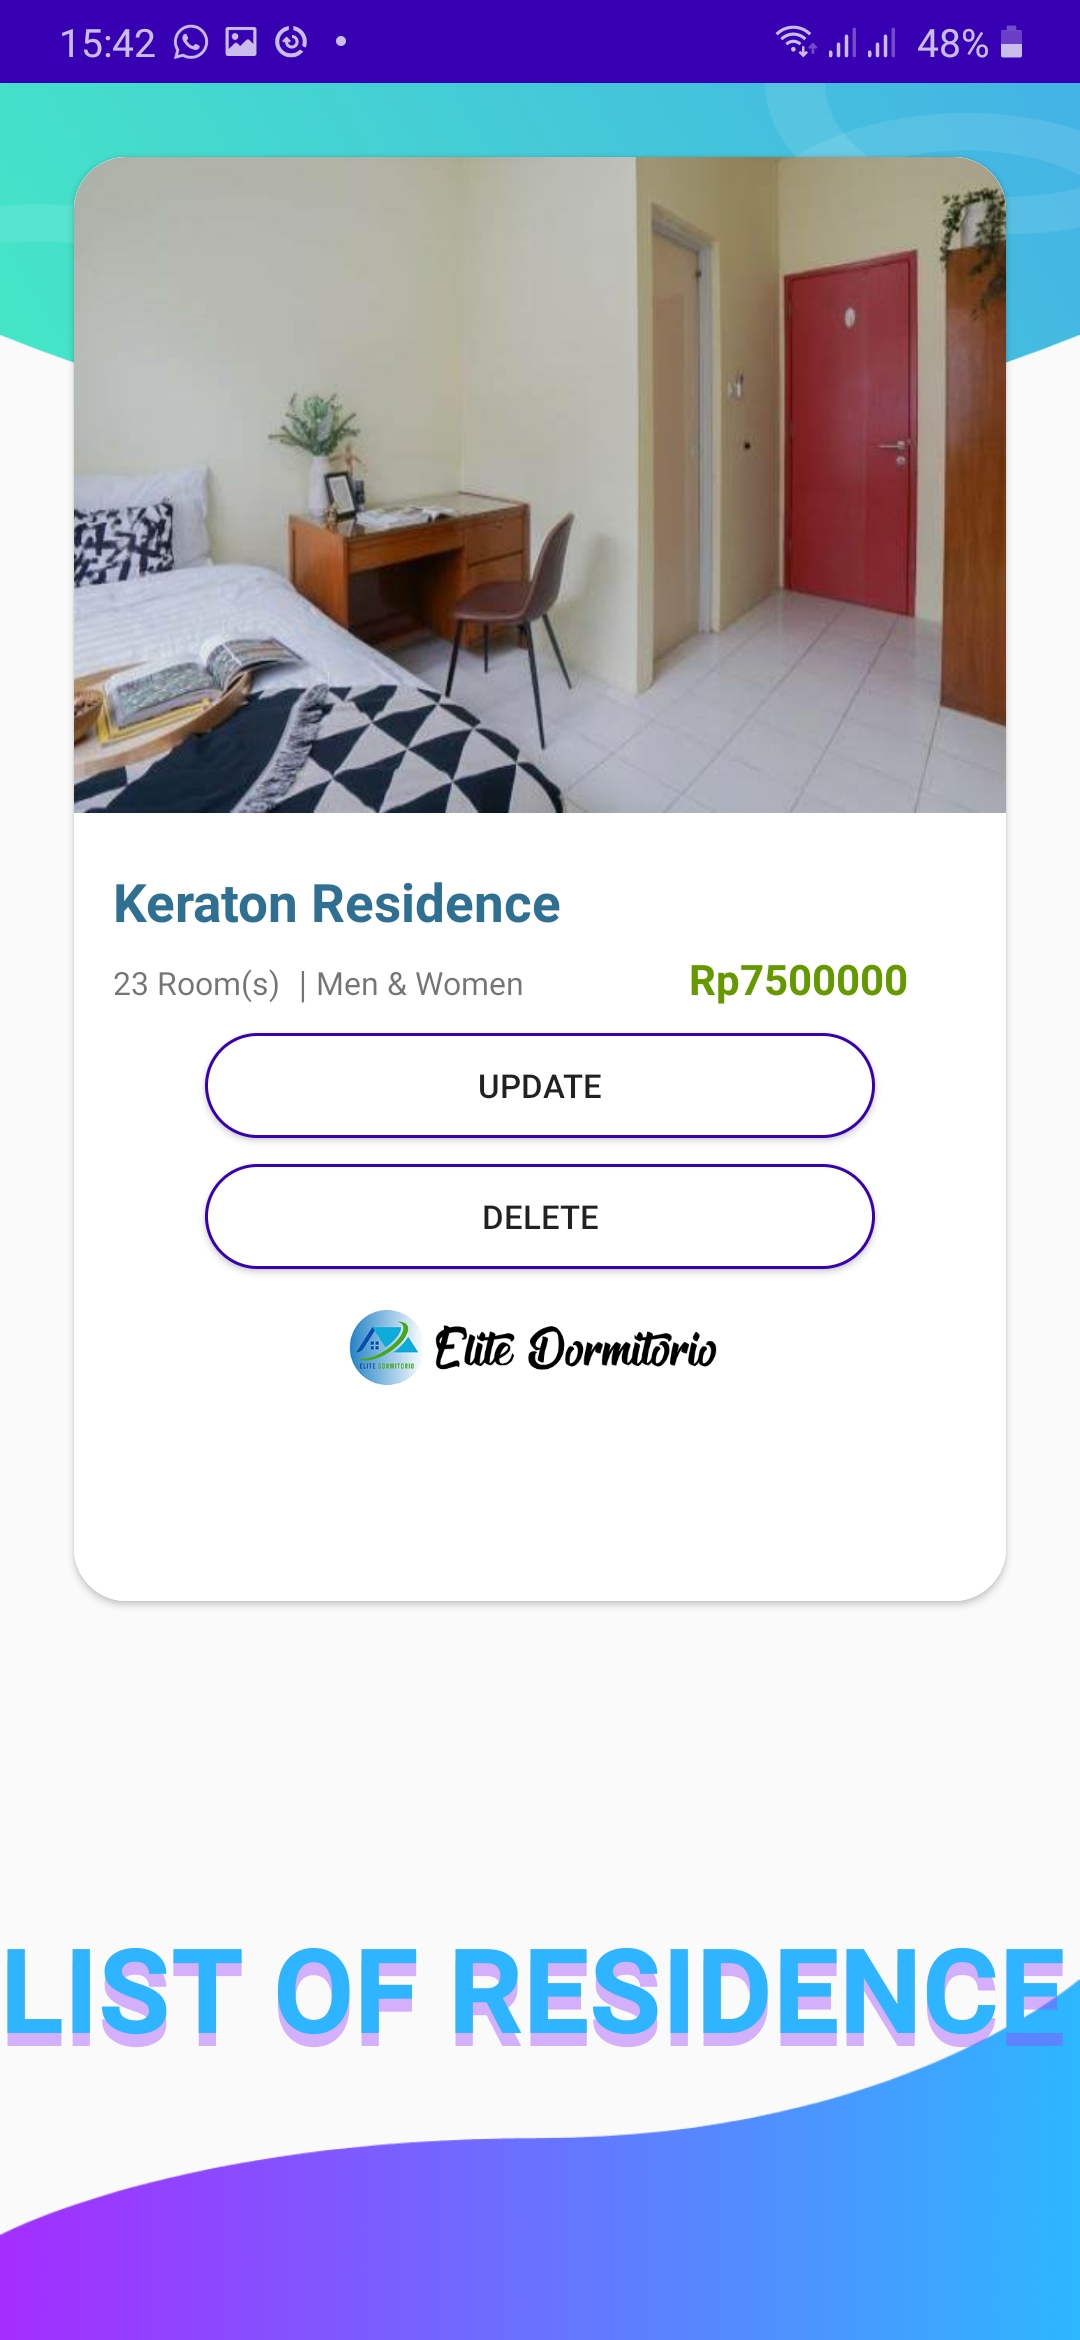 15:42
48%
Keraton Residence
23 Room(s) | Men & Women
Rp7500000
UPDATE
DELETE
ELITE DORMITORIO
Elite Dormitorio
LIST OF RESIDENCE